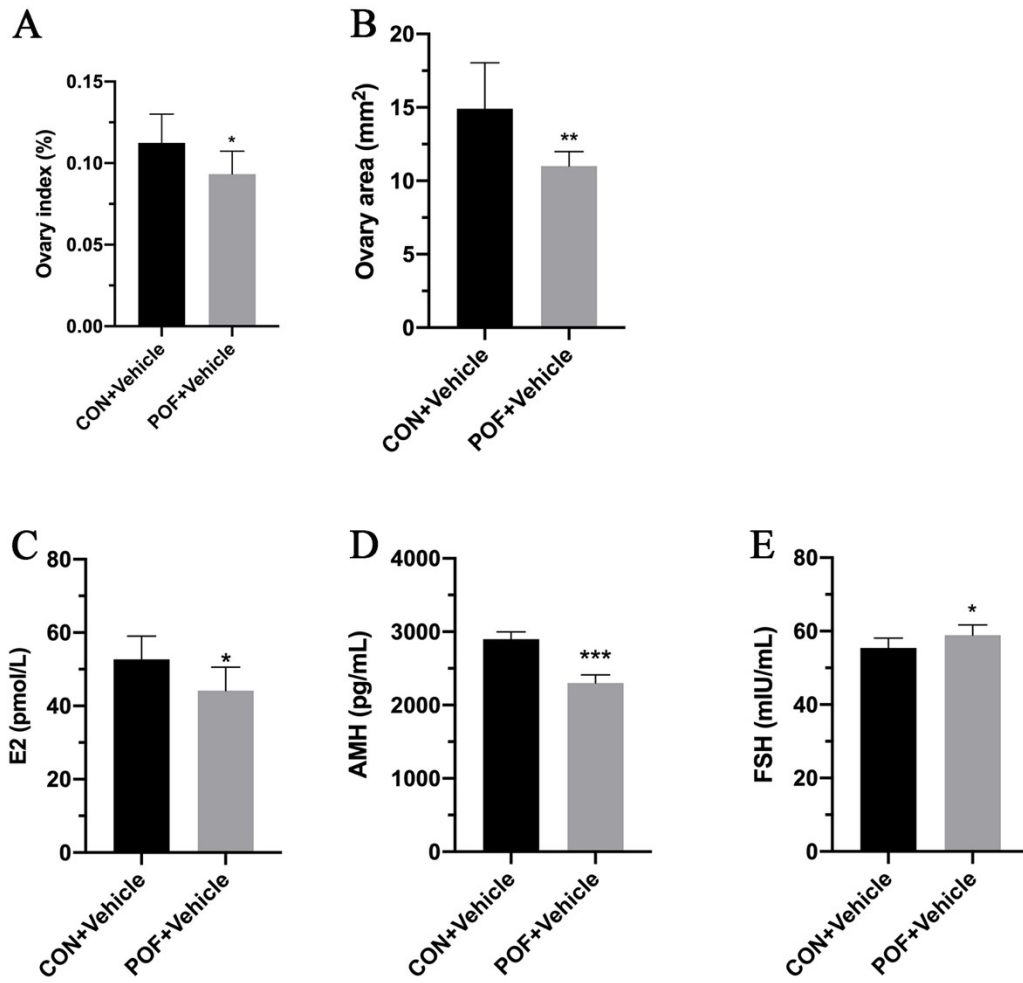 A
Ovary index (%)
0.15
0.10
0.05
0.00
*
CON+Vehicle
POF+Vehicle
B
Ovary area (mm²)
20
15
10
5
0
**
CON+Vehicle
POF+Vehicle
C
E2 (pmol/L)
80
60
40
20
0
*
CON+Vehicle
POF+Vehicle
D
AMH (pg/mL)
4000
3000
2000
1000
0
***
CON+Vehicle
POF+Vehicle
E
FSH (mIU/mL)
80
60
40
20
0
*
CON+Vehicle
POF+Vehicle